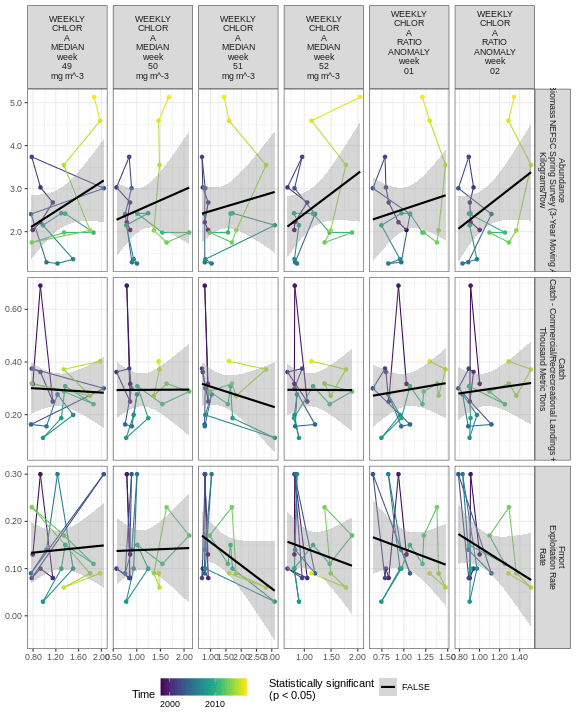 WEEKLY
CHLOR
A
MEDIAN
week
49
mg m^-3
WEEKLY
CHLOR
A
MEDIAN
week
50
mg m^-3
WEEKLY
CHLOR
A
MEDIAN
week
51
mg m^-3
WEEKLY
CHLOR
A
MEDIAN
week
52
mg m^-3
WEEKLY
CHLOR
A
RATIO
ANOMALY
week
01
WEEKLY
CHLOR
A
RATIO
ANOMALY
week
02
5.0
4.0
3.0
2.0
Abundance
iomass NEFSC Spring Survey (3-Year Moving A
Kilograms/Tow
0.60
0.40
0.20
Catch
Catch - Commercial/Recreational Landings +
Thousand Metric Tons
0.30
0.20
0.10
0.00
Fmort
Exploitation Rate
Rate
0.80 1.20 1.60 2.00
0.50 1.00 1.50 2.00
1.00 1.50 2.00 2.50 3.00
1.00 1.50 2.00
0.75 1.00 1.25 1.50
0.80 1.00 1.20 1.40
Time
2000 2010
Statistically significant
(p < 0.05)
FALSE